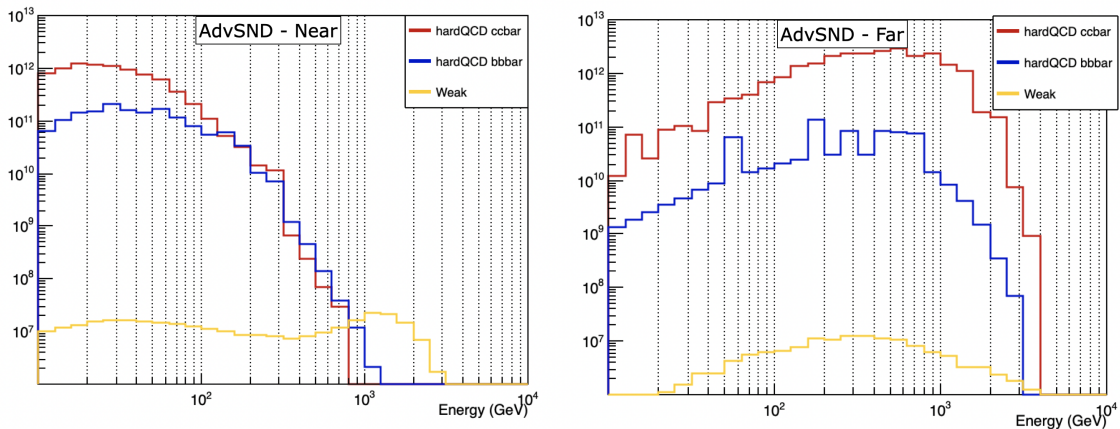 AdvSND - Near
hardQCD ccbar
hardQCD bbbar
Weak
10^13
10^12
10^11
10^10
10^9
10^8
10^7
10^2
10^3
10^4
Energy (GeV)
AdvSND - Far
hardQCD ccbar
hardQCD bbbar
Weak
10^13
10^12
10^11
10^10
10^9
10^8
10^7
10^2
10^3
10^4
Energy (GeV)